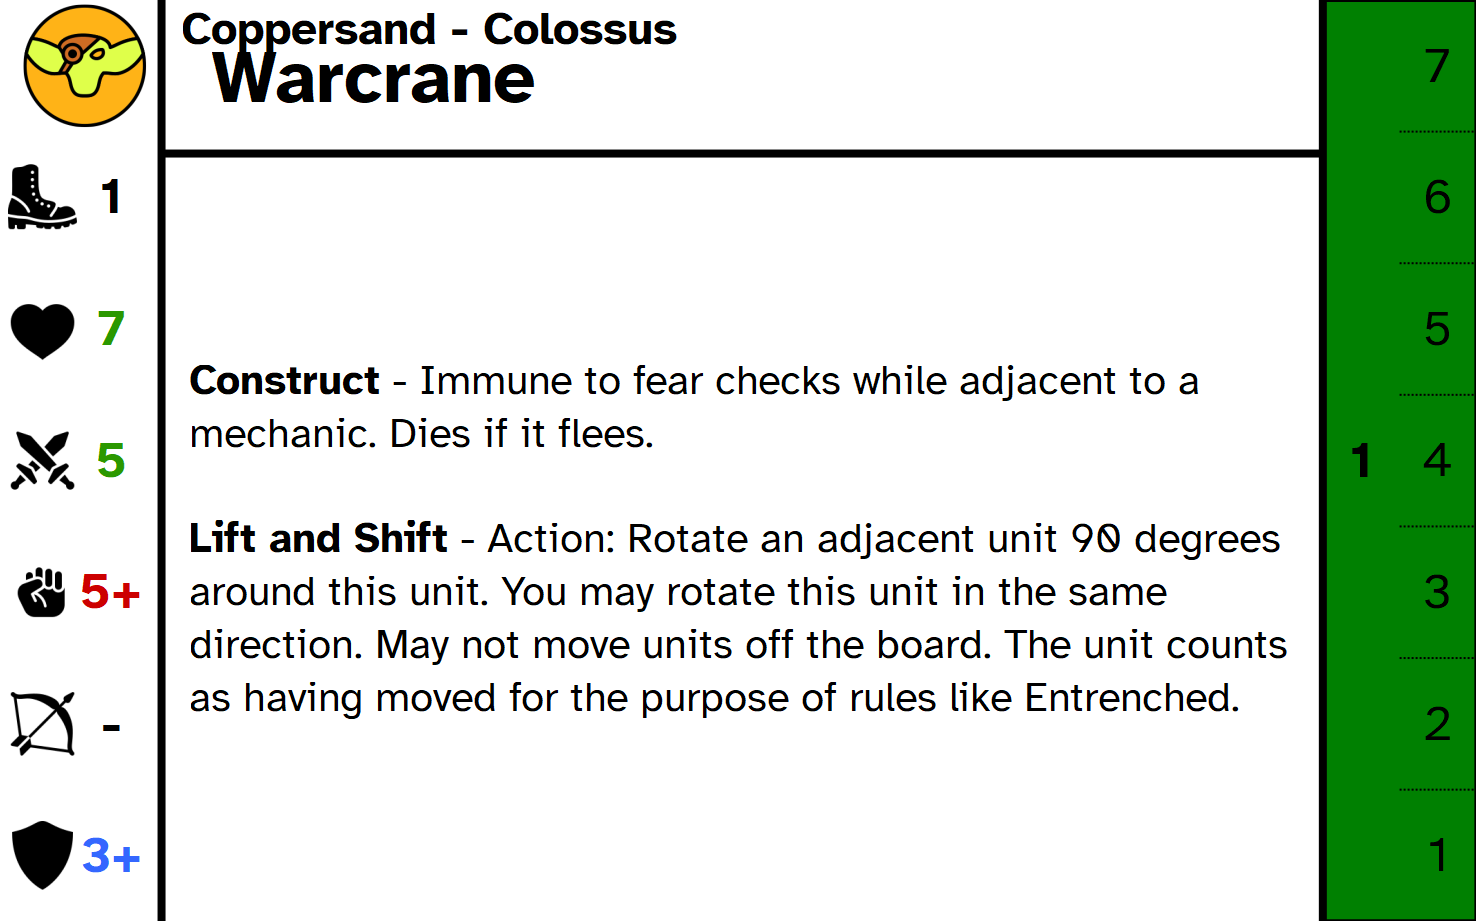 Coppersand - Colossus
Warcrane
1
7
5
5+
-
3+
Construct - Immune to fear checks while adjacent to a
mechanic. Dies if it flees.
Lift and Shift - Action: Rotate an adjacent unit 90 degrees
around this unit. You may rotate this unit in the same
direction. May not move units off the board. The unit counts
as having moved for the purpose of rules like Entrenched.
7
6
5
1 4
3
2
1